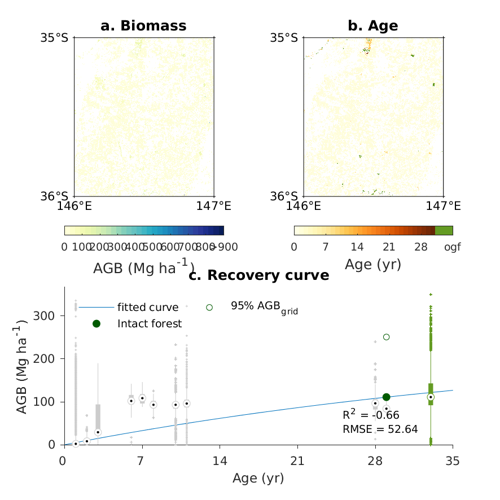 a. Biomass
b. Age
35°S
35°S
36°S
36°S
146°E
147°E
146°E
147°E
0 100 200 300 400 500 600 700 800 >900
0 7 14 21 28 ogf
AGB (Mg ha⁻¹)
Age (yr)
c. Recovery curve
fitted curve
95% AGB_grid
Intact forest
300
200
100
0
AGB (Mg ha⁻¹)
R² = -0.66
RMSE = 52.64
0 7 14 21 28 35
Age (yr)